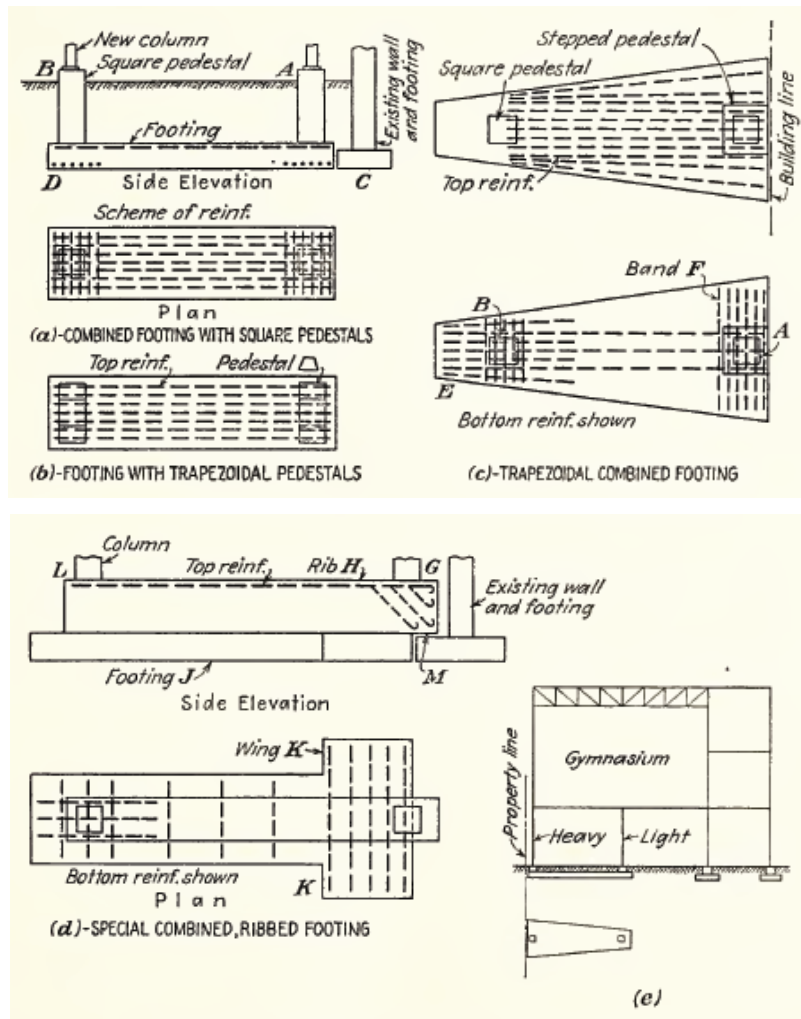 New column
B
Square pedestal
A
Existing wall
and footing
Footing
D
Side Elevation
C
Scheme of reinf.
Plan
(a)-COMBINED FOOTING WITH SQUARE PEDESTALS
Top reinf.
Pedestal
(b)-FOOTING WITH TRAPEZOIDAL PEDESTALS
Stepped pedestal
Square pedestal
Top reinf.
Building line
Band F
B
A
E
Bottom reinf. shown
(c)-TRAPEZOIDAL COMBINED FOOTING
Column
L
Top reinf.
Rib H
G
Existing wall
and footing
Footing J
M
Side Elevation
Wing K
K
Bottom reinf. shown
Plan
(d)-SPECIAL COMBINED, RIBBED FOOTING
Property line
Gymnasium
Heavy
Light
(e)